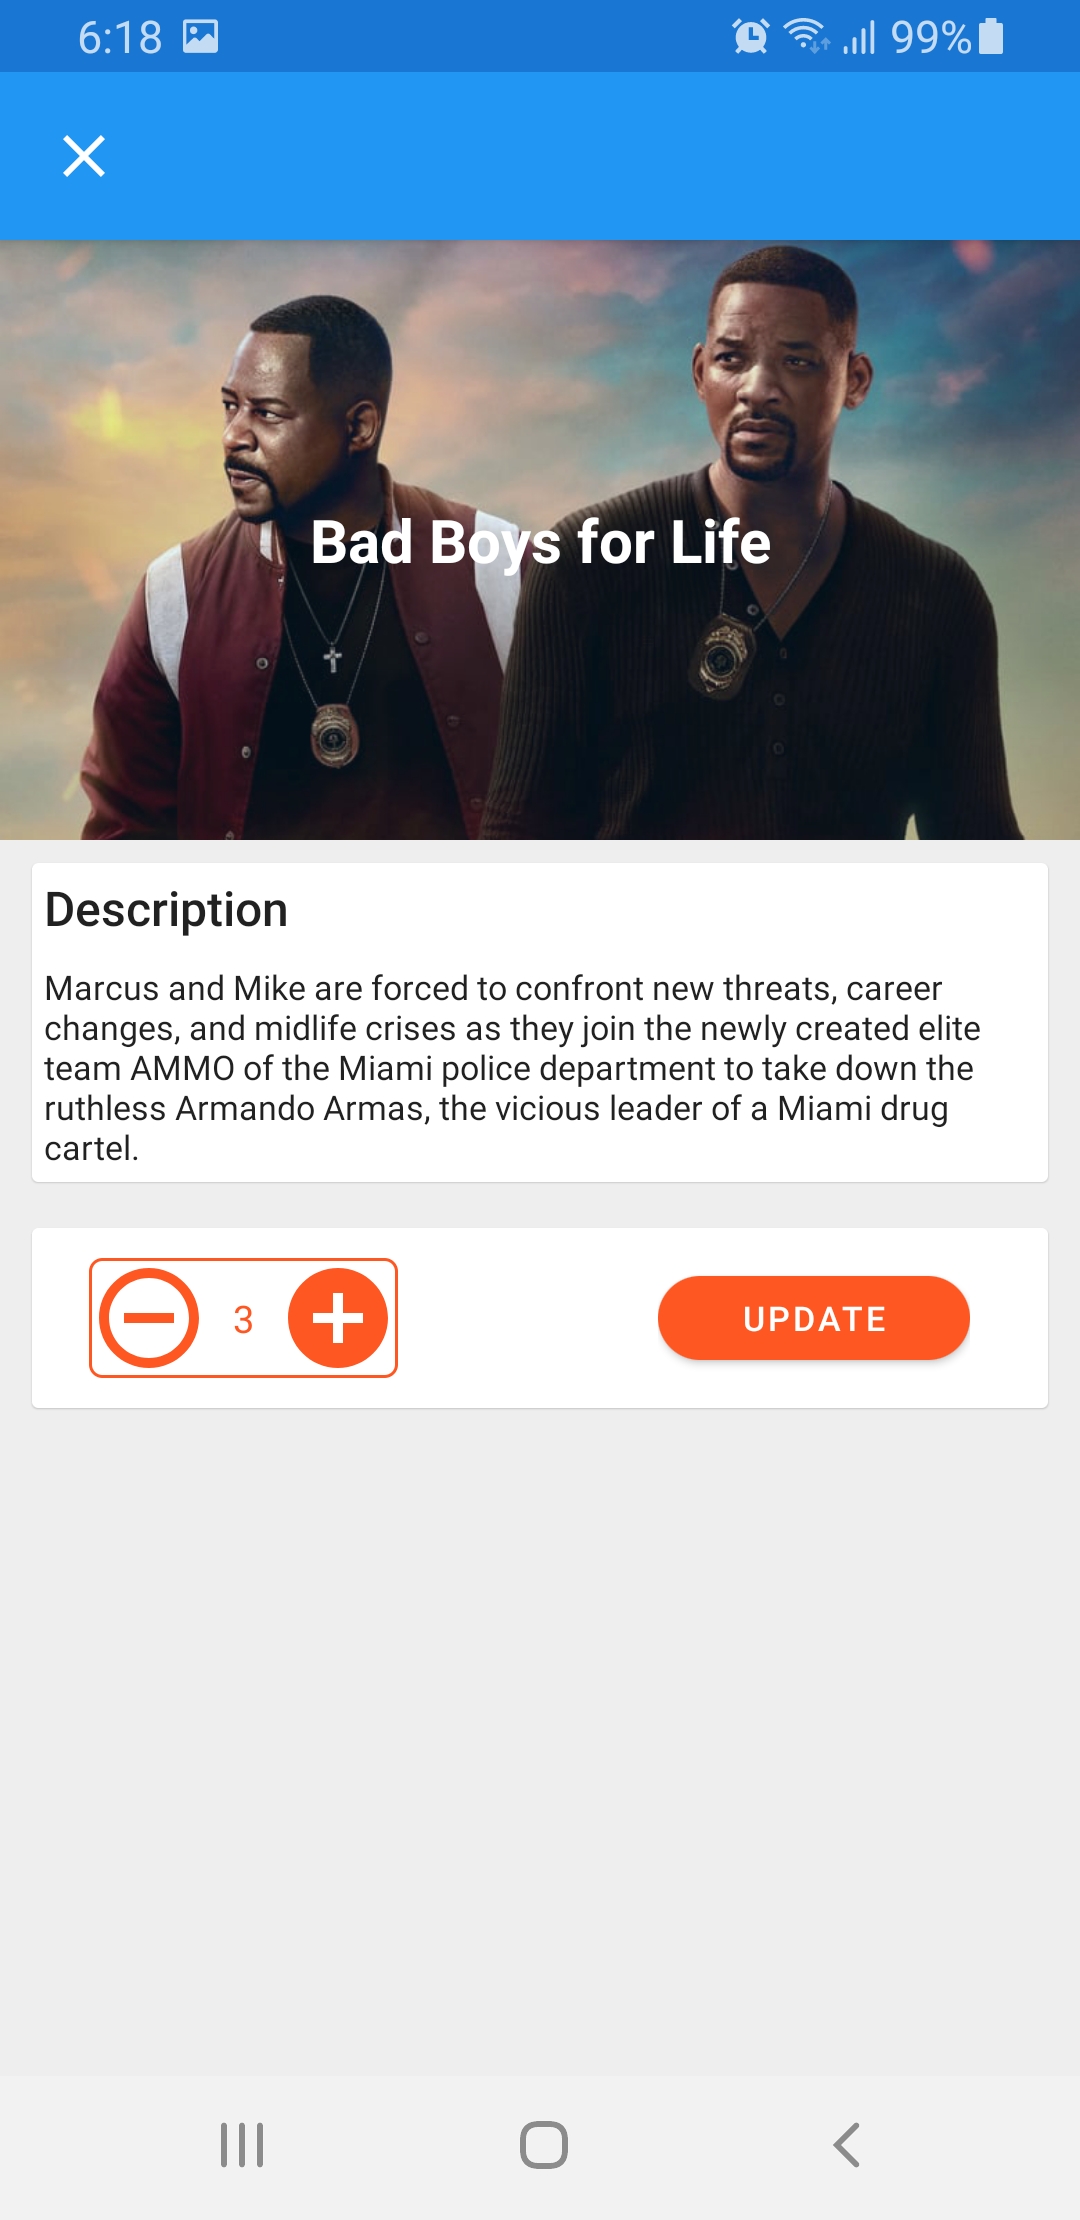 6:18 99%
Bad Boys for Life
Description
Marcus and Mike are forced to confront new threats, career
changes, and midlife crises as they join the newly created elite
team AMMO of the Miami police department to take down the
ruthless Armando Armas, the vicious leader of a Miami drug
cartel.
3 UPDATE